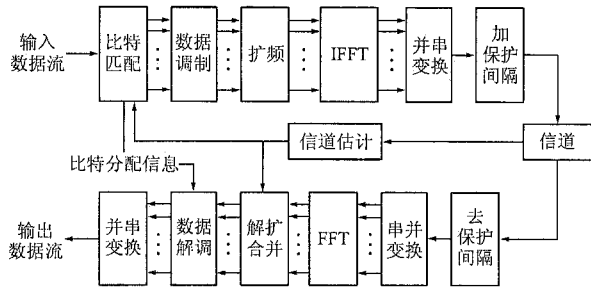 输入
数据流
比特
匹配
数据
调制
扩频
IFFT
并串
变换
加
保护
间隔
信道估计
信道
比特分配信息
输出
数据流
并串
变换
数据
解调
解扩
合并
FFT
串并
变换
去
保护
间隔